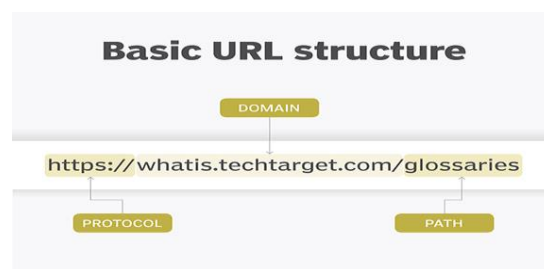 Basic URL structure
DOMAIN
https://whatis.techtarget.com/glossaries
PROTOCOL
PATH